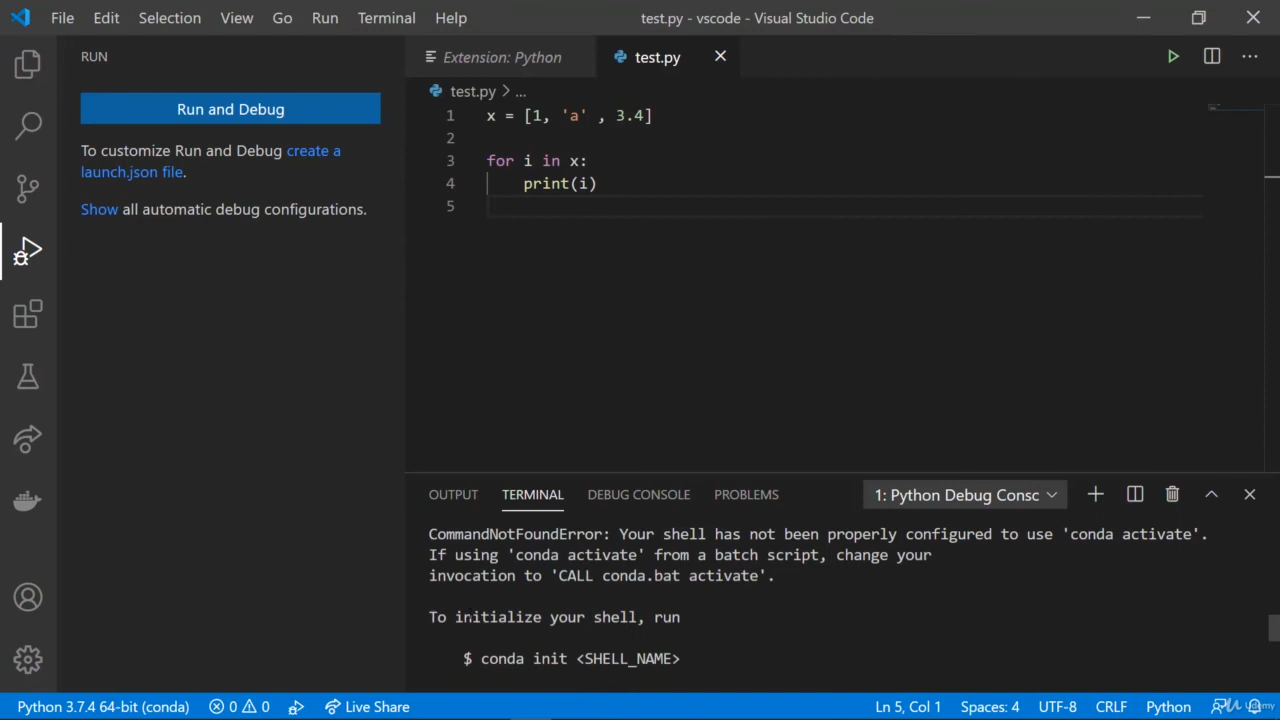 File Edit Selection View Go Run Terminal Help test.py - vscode - Visual Studio Code
RUN
Run and Debug
To customize Run and Debug create a
launch.json file.
Show all automatic debug configurations.
Extension: Python test.py
test.py > ...
1 x = [1, 'a' , 3.4]
2
3 for i in x:
4 print(i)
5
OUTPUT TERMINAL DEBUG CONSOLE PROBLEMS 1: Python Debug Consc
CommandNotFoundError: Your shell has not been properly configured to use 'conda activate'.
If using 'conda activate' from a batch script, change your
invocation to 'CALL conda.bat activate'.
To initialize your shell, run
$ conda init <SHELL_NAME>
Python 3.7.4 64-bit (conda) 0 0 Live Share Ln 5, Col 1 Spaces: 4 UTF-8 CRLF Python
Udemy